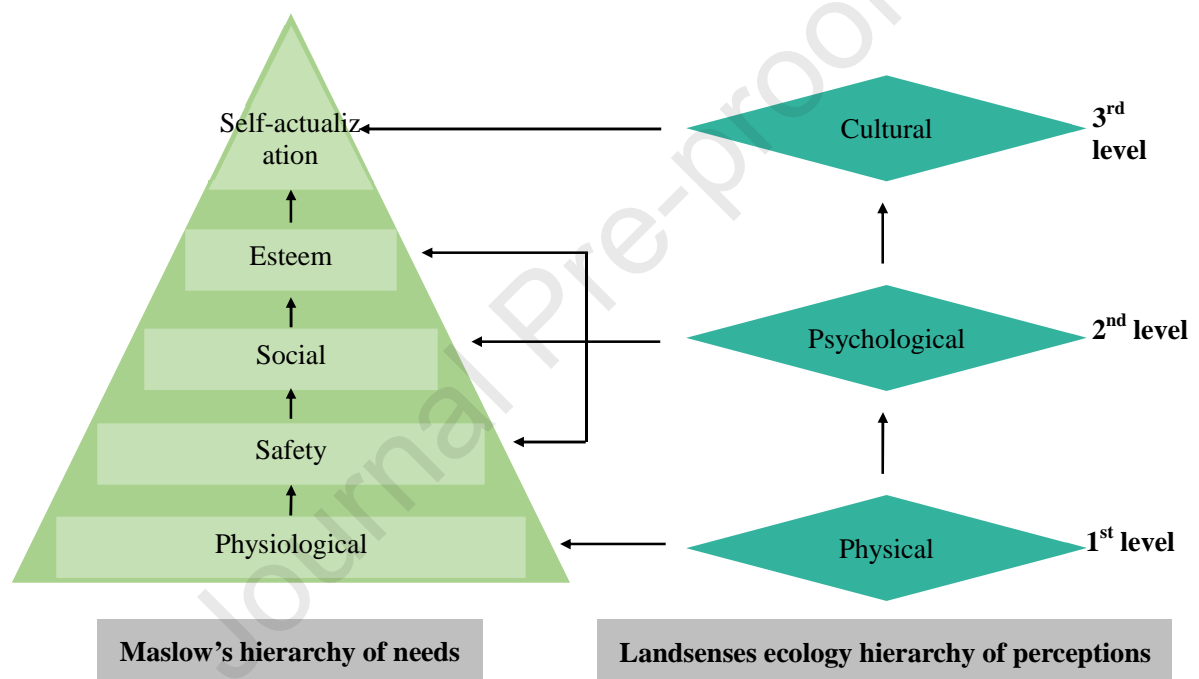 Self-actualiz
ation
Esteem
Social
Safety
Physiological
Maslow’s hierarchy of needs
Cultural
3rd
level
Psychological
2nd level
Physical
1st level
Landsenses ecology hierarchy of perceptions
Journal Pre-proof